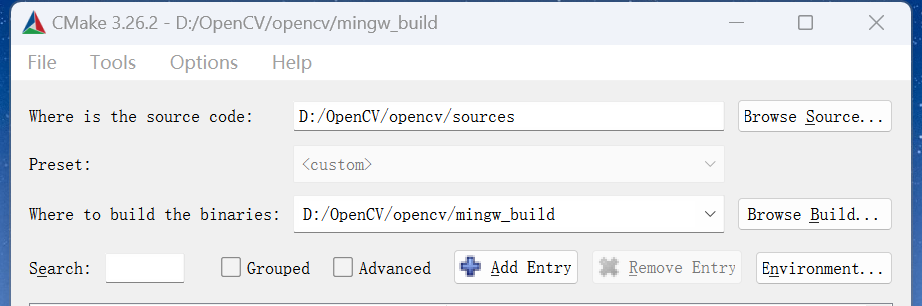 CMake 3.26.2 - D:/OpenCV/opencv/mingw_build
File Tools Options Help
Where is the source code: D:/OpenCV/opencv/sources Browse Source...
Preset: <custom>
Where to build the binaries: D:/OpenCV/opencv/mingw_build Browse Build...
Search: Grouped Advanced Add Entry Remove Entry Environment...